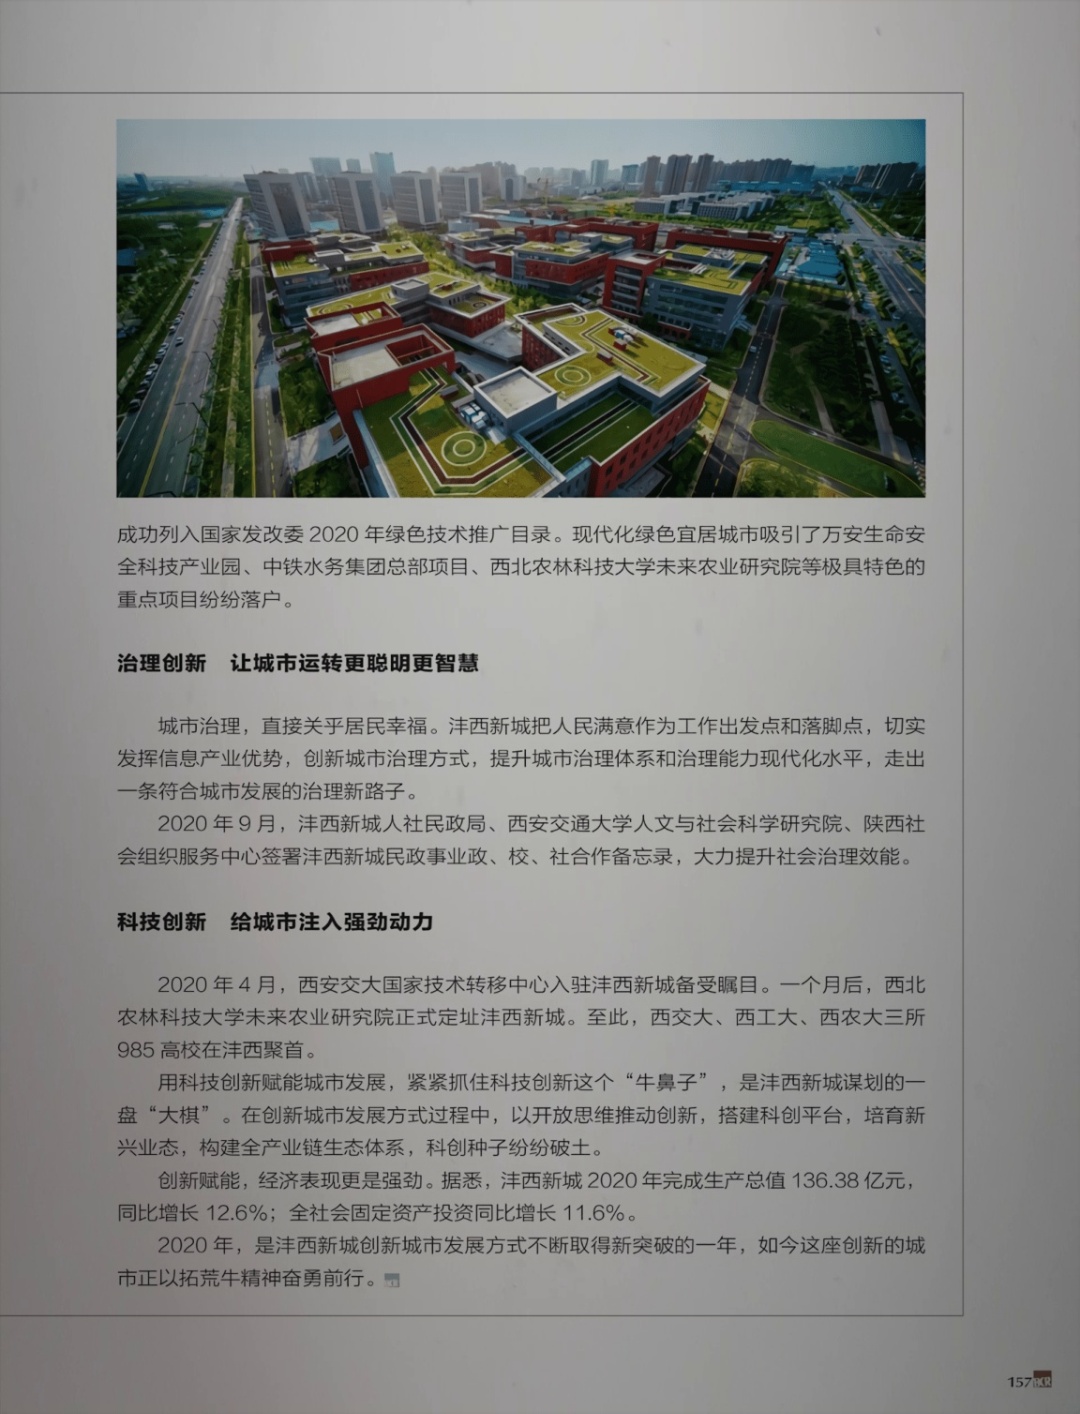 成功列入国家发改委 2020 年绿色技术推广目录。现代化绿色宜居城市吸引了万安生命安
全科技产业园、中铁水务集团总部项目、西北农林科技大学未来农业研究院等极具特色的
重点项目纷纷落户。
治理创新 让城市运转更聪明更智慧
城市治理，直接关乎居民幸福。沣西新城把人民满意作为工作出发点和落脚点，切实
发挥信息产业优势，创新城市治理方式，提升城市治理体系和治理能力现代化水平，走出
一条符合城市发展的治理新路子。
2020 年 9 月，沣西新城人社民政局、西安交通大学人文与社会科学研究院、陕西社
会组织服务中心签署沣西新城民政事业政、校、社合作备忘录，大力提升社会治理效能。
科技创新 给城市注入强劲动力
2020 年 4 月，西安交大国家技术转移中心入驻沣西新城备受瞩目。一个月后，西北
农林科技大学未来农业研究院正式定址沣西新城。至此，西交大、西工大、西农大三所
985 高校在沣西聚首。
用科技创新赋能城市发展，紧紧抓住科技创新这个“牛鼻子”，是沣西新城谋划的一
盘“大棋”。在创新城市发展方式过程中，以开放思维推动创新，搭建科创平台，培育新
兴业态，构建全产业链生态体系，科创种子纷纷破土。
创新赋能，经济表现更是强劲。据悉，沣西新城 2020 年完成生产总值 136.38 亿元，
同比增长 12.6%；全社会固定资产投资同比增长 11.6%。
2020 年，是沣西新城创新城市发展方式不断取得新突破的一年，如今这座创新的城
市正以拓荒牛精神奋勇前行。
157